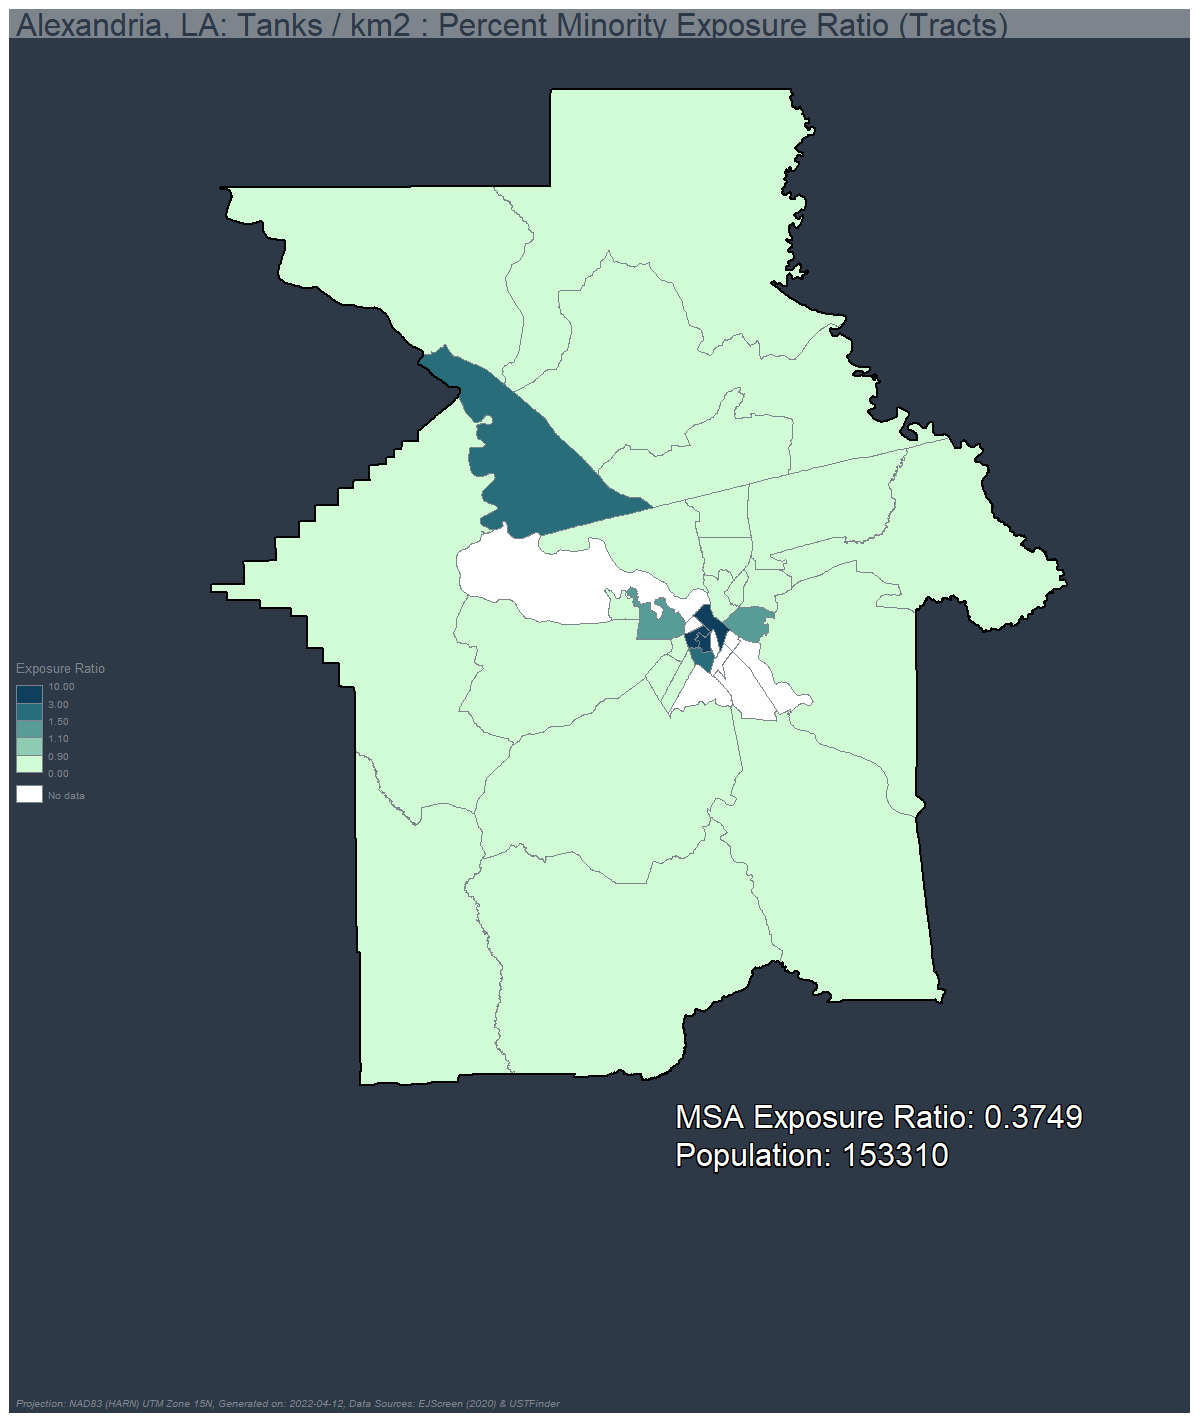 Alexandria, LA: Tanks / km2 : Percent Minority Exposure Ratio (Tracts)
Exposure Ratio
10.00
3.00
1.50
1.10
0.90
0.00
No data
MSA Exposure Ratio: 0.3749
Population: 153310
Projection: NAD83 (HARN) UTM Zone 15N, Generated on: 2022-04-12, Data Sources: EJScreen (2020) & USTFinder